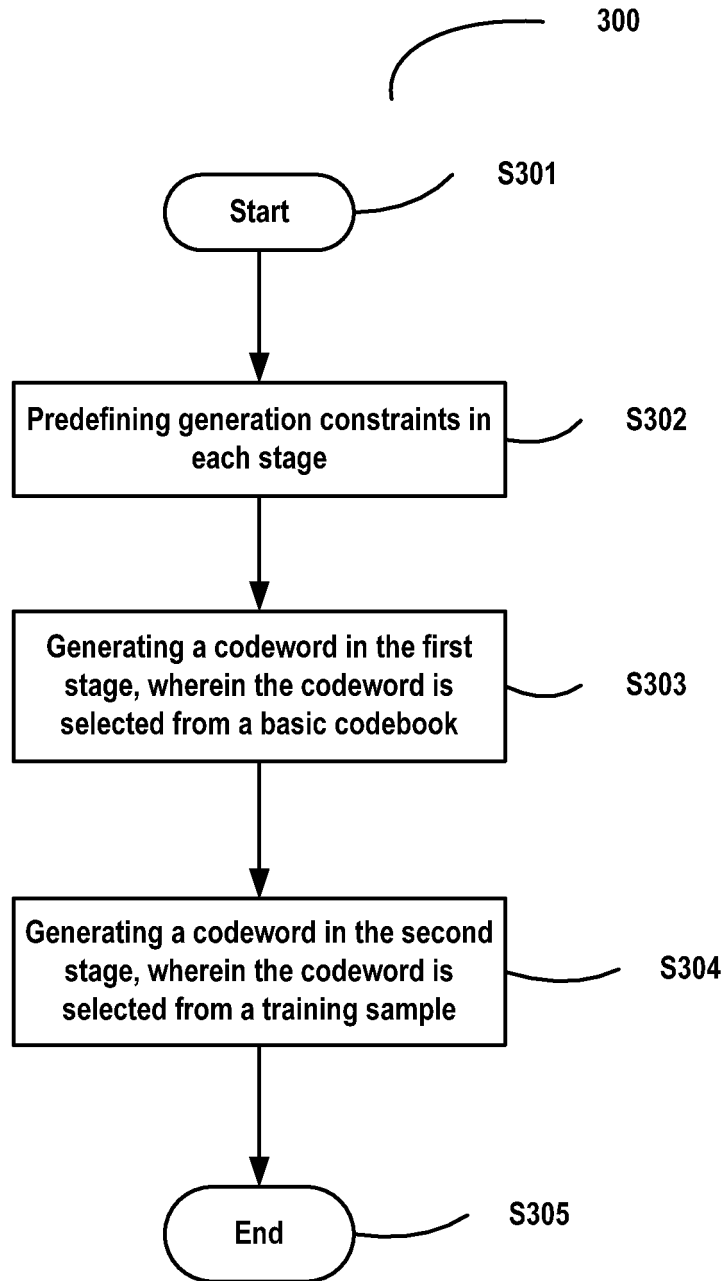 300
S301
Start
Predefining generation constraints in
each stage
S302
Generating a codeword in the first
stage, wherein the codeword is
selected from a basic codebook
S303
Generating a codeword in the second
stage, wherein the codeword is
selected from a training sample
S304
End
S305